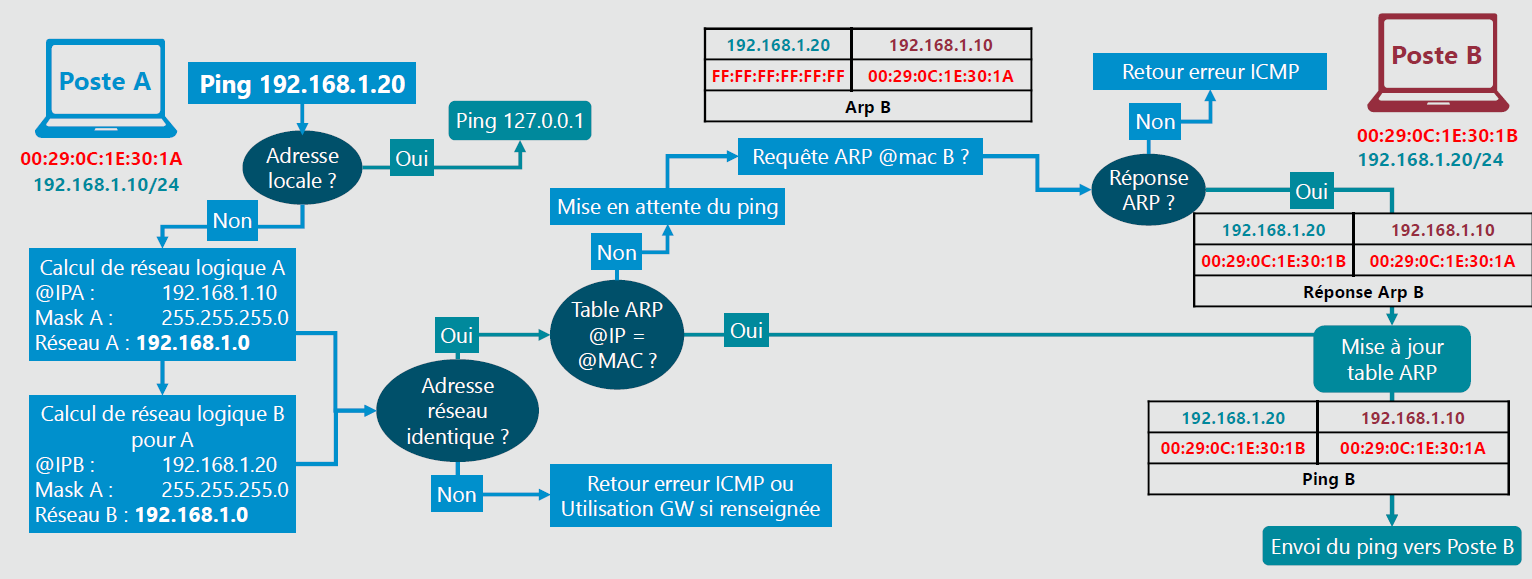 Poste A
00:29:0C:1E:30:1A
192.168.1.10/24
Ping 192.168.1.20
Adresse
locale ?
Oui
Ping 127.0.0.1
Non
Calcul de réseau logique A
@IPA : 192.168.1.10
Mask A : 255.255.255.0
Réseau A : 192.168.1.0
Calcul de réseau logique B
pour A
@IPB : 192.168.1.20
Mask A : 255.255.255.0
Réseau B : 192.168.1.0
Adresse
réseau
identique ?
Non
Retour erreur ICMP ou
Utilisation GW si renseignée
Oui
Table ARP
@IP =
@MAC ?
Oui
Non
Mise en attente du ping
Requête ARP @mac B ?
192.168.1.20 192.168.1.10
FF:FF:FF:FF:FF:FF 00:29:0C:1E:30:1A
Arp B
Réponse
ARP ?
Non
Retour erreur ICMP
Poste B
00:29:0C:1E:30:1B
192.168.1.20/24
Oui
192.168.1.20 192.168.1.10
00:29:0C:1E:30:1B 00:29:0C:1E:30:1A
Réponse Arp B
Mise à jour
table ARP
192.168.1.20 192.168.1.10
00:29:0C:1E:30:1B 00:29:0C:1E:30:1A
Ping B
Envoi du ping vers Poste B